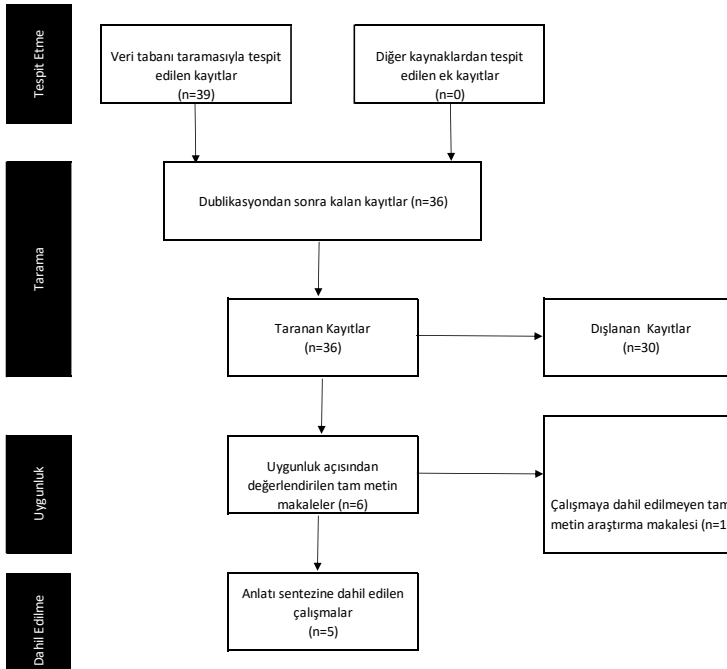 Tespit Etme
Veri tabanı taramasıyla tespit
edilen kayıtlar
(n=39)
Diğer kaynaklardan tespit
edilen ek kayıtlar
(n=0)
Tarama
Dublikasyondan sonra kalan kayıtlar (n=36)
Taranan Kayıtlar
(n=36)
Dışlanan Kayıtlar
(n=30)
Uygunluk
Uygunluk açısından
değerlendirilen tam metin
makaleler (n=6)
Çalışmaya dahil edilmeyen tam
metin araştırma makalesi (n=1
Dahil Edilme
Anlatı sentezine dahil edilen
çalışmalar
(n=5)